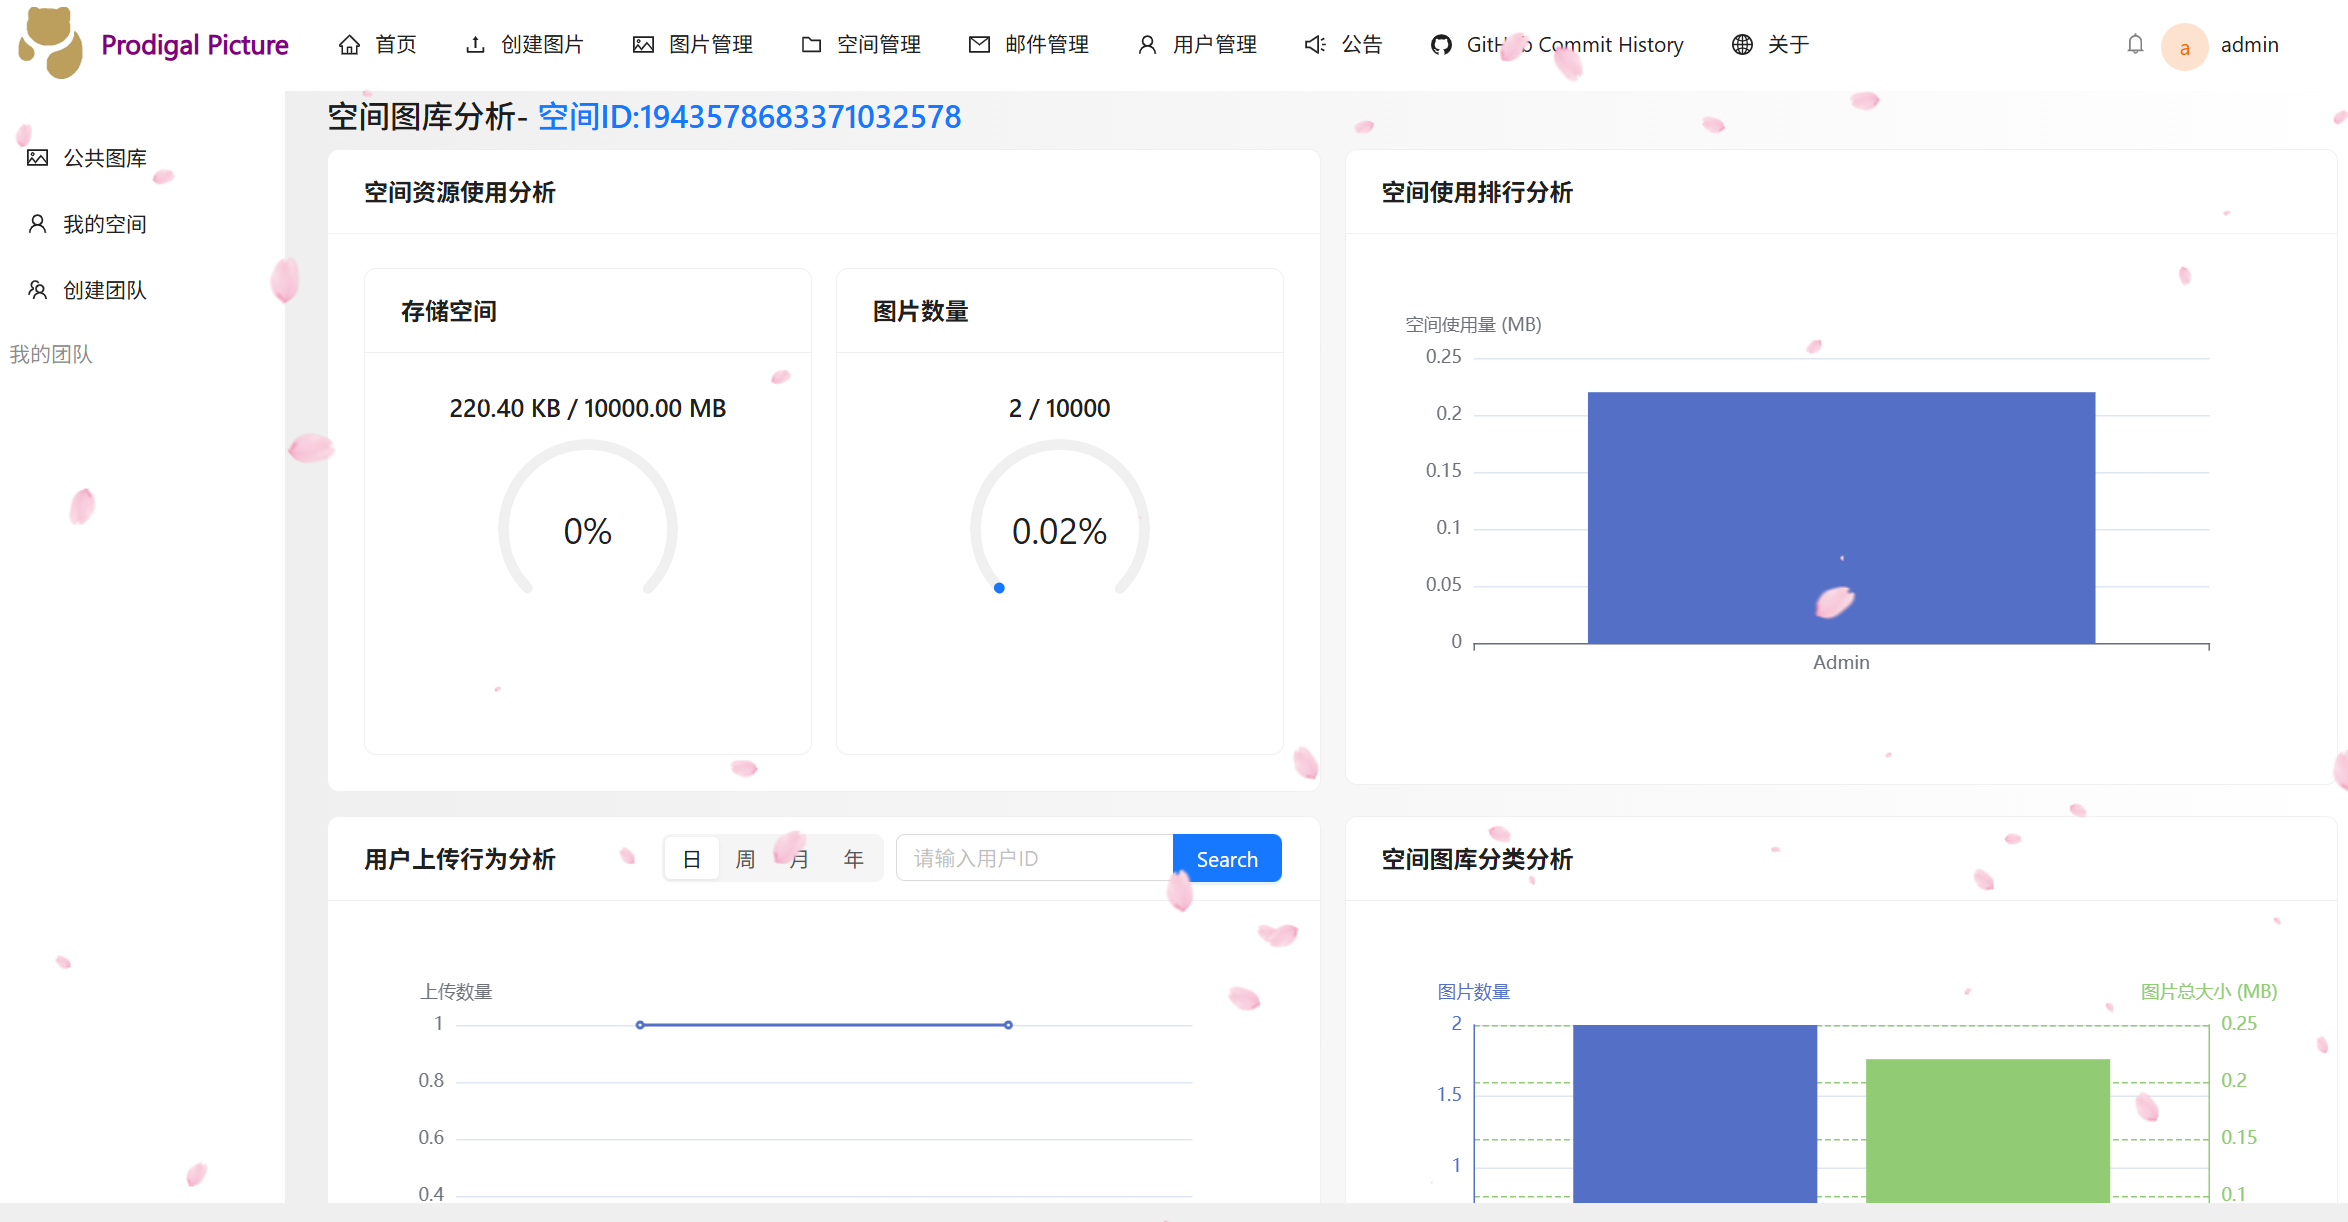 Prodigal Picture
首页
创建图片
图片管理
空间管理
邮件管理
用户管理
公告
GitHub Commit History
关于
a
admin
公共图库
我的空间
创建团队
我的团队
空间图库分析- 空间ID:1943578683371032578
空间资源使用分析
存储空间
220.40 KB / 10000.00 MB
0%
图片数量
2 / 10000
0.02%
空间使用排行分析
空间使用量 (MB)
0.25
0.2
0.15
0.1
0.05
0
Admin
用户上传行为分析
日
周
月
年
请输入用户ID
Search
上传数量
1
0.8
0.6
0.4
空间图库分类分析
图片数量
图片总大小 (MB)
2
1.5
1
0.25
0.2
0.15
0.1